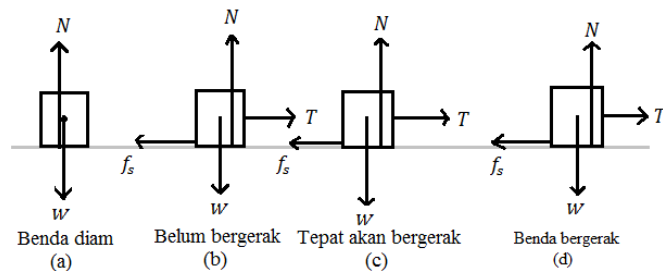 N
N
N
N
T
T
T
f_s
f_s
f_s
w
w
w
w
Benda diam
Belum bergerak
Tepat akan bergerak
Benda bergerak
(a)
(b)
(c)
(d)